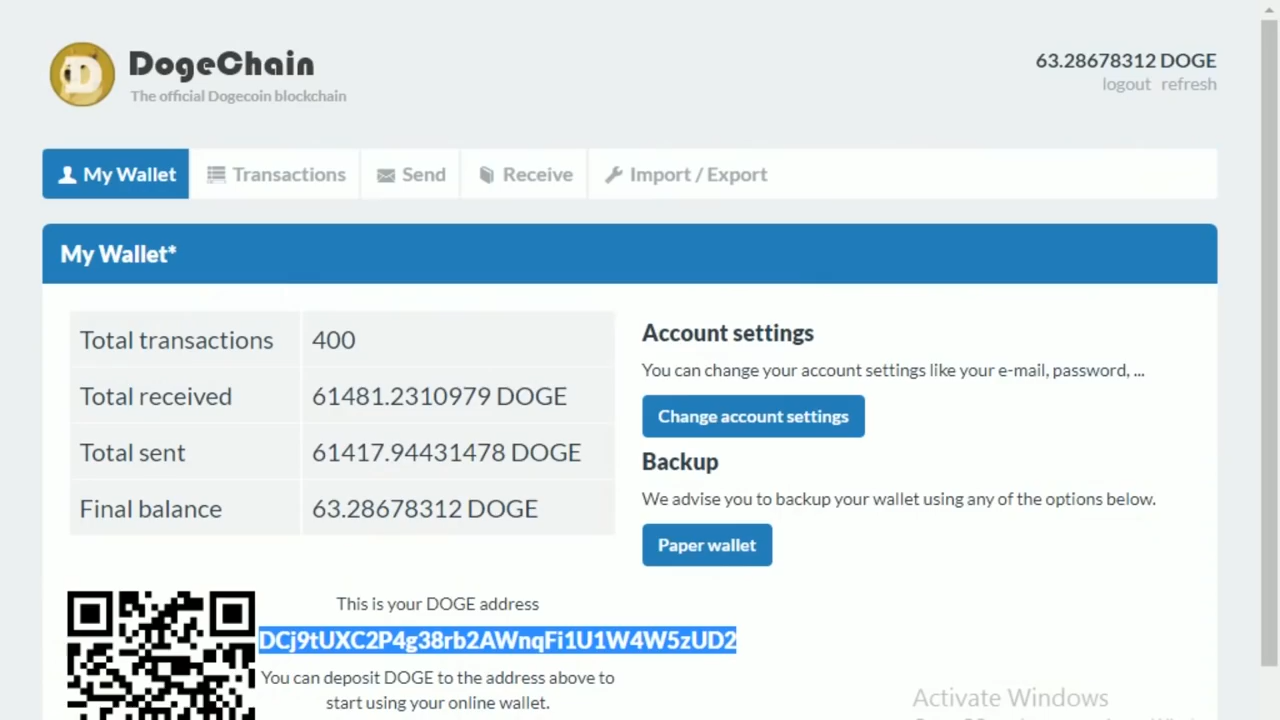 DogeChain
The official Dogecoin blockchain
63.28678312 DOGE
logout refresh
My Wallet
Transactions
Send
Receive
Import / Export
My Wallet*
Total transactions 400
Total received 61481.2310979 DOGE
Total sent 61417.94431478 DOGE
Final balance 63.28678312 DOGE
Account settings
You can change your account settings like your e-mail, password, ...
Change account settings
Backup
We advise you to backup your wallet using any of the options below.
Paper wallet
This is your DOGE address
DCj9tUXC2P4g38rb2AWnqFi1U1W4W5zUD2
You can deposit DOGE to the address above to
start using your online wallet.
Activate Windows